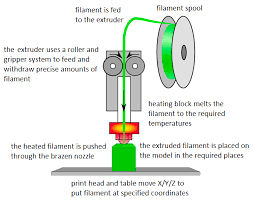 filament is fed
to the extruder
filament spool
the extruder uses a roller and
gripper system to feed and
withdraw precise amounts of
filament
heating block melts the
filament to the required
temperatures
the heated filament is pushed
through the brazen nozzle
the extruded filament is placed on
the model in the required places
print head and table move X/Y/Z to
put filament at specified coordinates